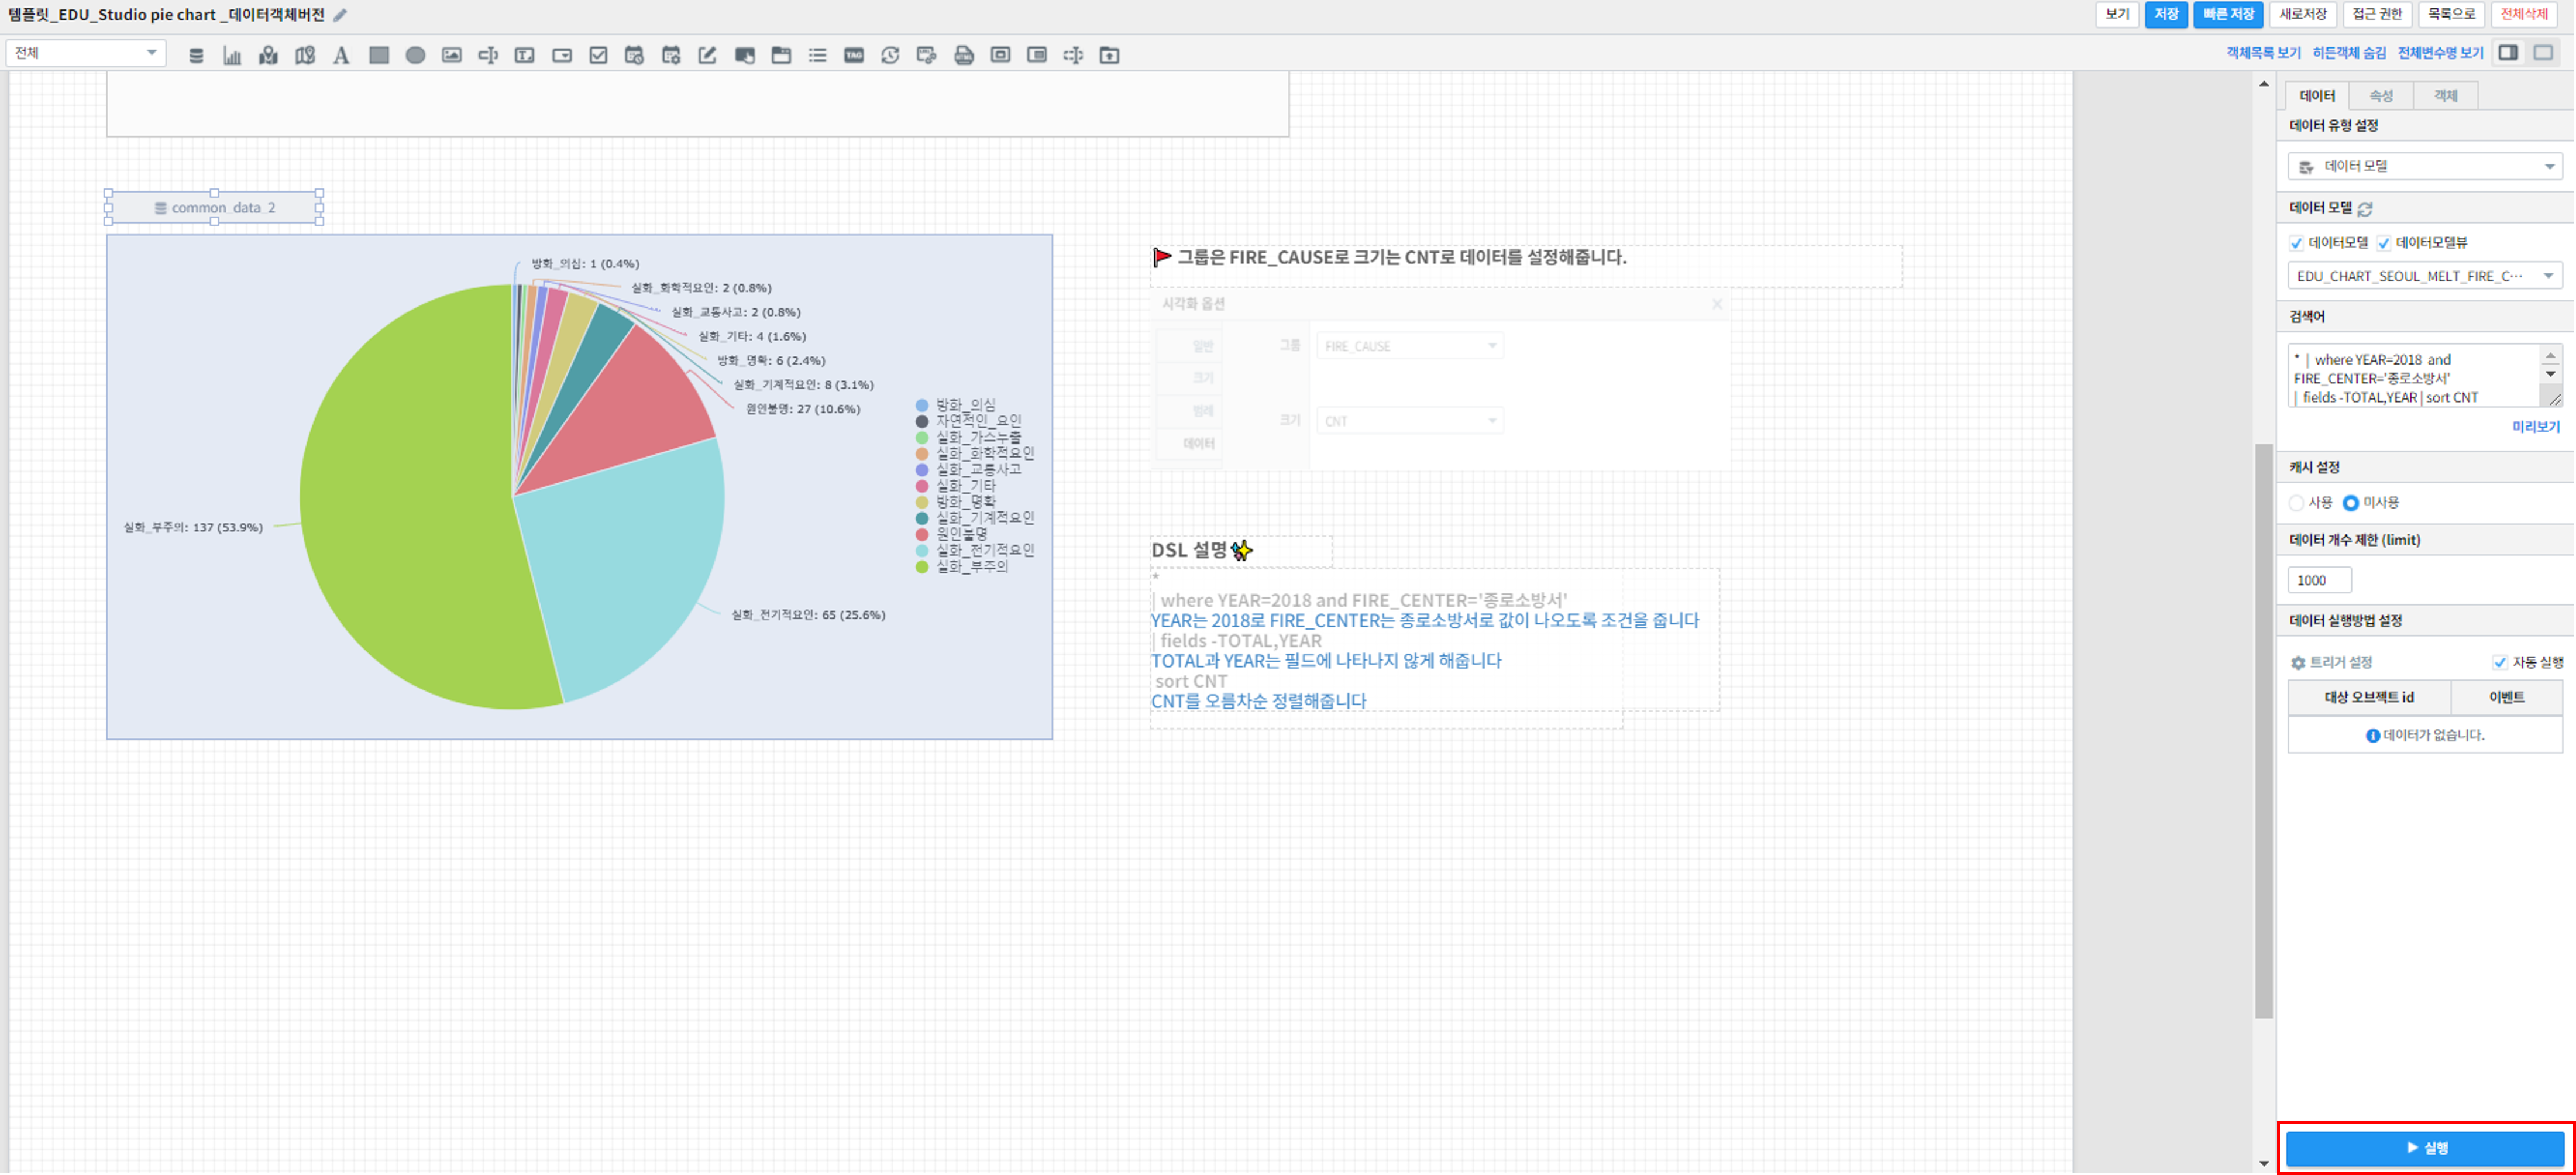 템플릿_EDU_Studio pie chart _데이터객체버전
보기 저장 빠른 저장 새로저장 접근 권한 목록으로 전체삭제
전체
TAG
객체목록 보기 히든객체 숨김 전체변수명 보기
common_data_2
방화_의심: 1 (0.4%)
실화_화학적요인: 2 (0.8%)
실화_교통사고: 2 (0.8%)
실화_기타: 4 (1.6%)
방화_명확: 6 (2.4%)
실화_기계적요인: 8 (3.1%)
원인불명: 27 (10.6%)
실화_부주의: 137 (53.9%)
실화_전기적요인: 65 (25.6%)
방화_의심
자연적인_요인
실화_가스누출
실화_화학적요인
실화_교통사고
실화_기타
방화_명확
실화_기계적요인
원인불명
실화_전기적요인
실화_부주의
그룹은 FIRE_CAUSE로 크기는 CNT로 데이터를 설정해줍니다.
시각화 옵션
일반
크기
범례
데이터
그룹 FIRE_CAUSE
크기 CNT
DSL 설명
*
| where YEAR=2018 and FIRE_CENTER='종로소방서'
YEAR는 2018로 FIRE_CENTER는 종로소방서로 값이 나오도록 조건을 줍니다
| fields -TOTAL,YEAR
TOTAL과 YEAR는 필드에 나타나지 않게 해줍니다
sort CNT
CNT를 오름차순 정렬해줍니다
데이터 속성 객체
데이터 유형 설정
데이터 모델
데이터 모델
데이터모델 데이터모델뷰
EDU_CHART_SEOUL_MELT_FIRE_C···
검색어
* | where YEAR=2018 and
FIRE_CENTER='종로소방서'
| fields -TOTAL,YEAR | sort CNT
미리보기
캐시 설정
사용 미사용
데이터 개수 제한 (limit)
1000
데이터 실행방법 설정
트리거 설정 자동 실행
대상 오브젝트 id 이벤트
데이터가 없습니다.
실행